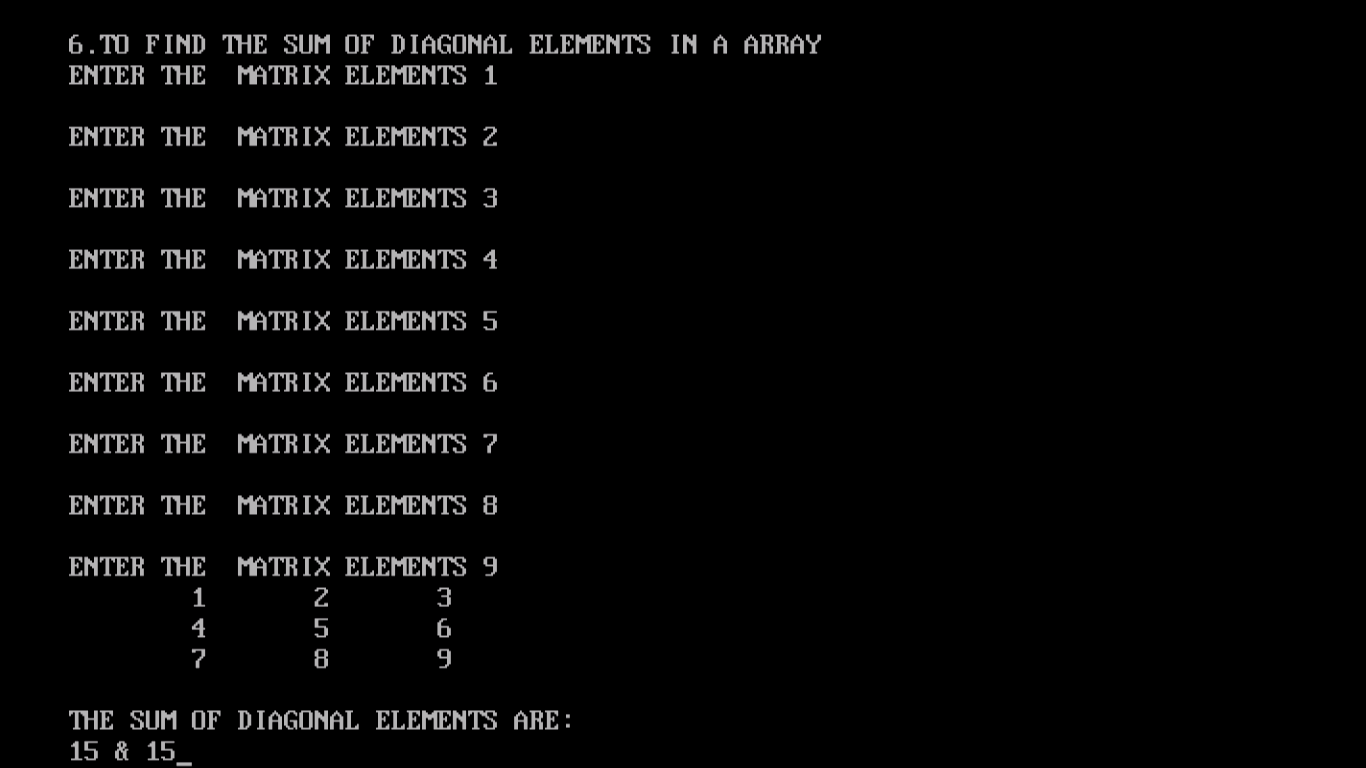 6.TO FIND THE SUM OF DIAGONAL ELEMENTS IN A ARRAY
ENTER THE  MATRIX ELEMENTS 1
ENTER THE  MATRIX ELEMENTS 2
ENTER THE  MATRIX ELEMENTS 3
ENTER THE  MATRIX ELEMENTS 4
ENTER THE  MATRIX ELEMENTS 5
ENTER THE  MATRIX ELEMENTS 6
ENTER THE  MATRIX ELEMENTS 7
ENTER THE  MATRIX ELEMENTS 8
ENTER THE  MATRIX ELEMENTS 9
1 2 3
4 5 6
7 8 9
THE SUM OF DIAGONAL ELEMENTS ARE:
15 & 15_